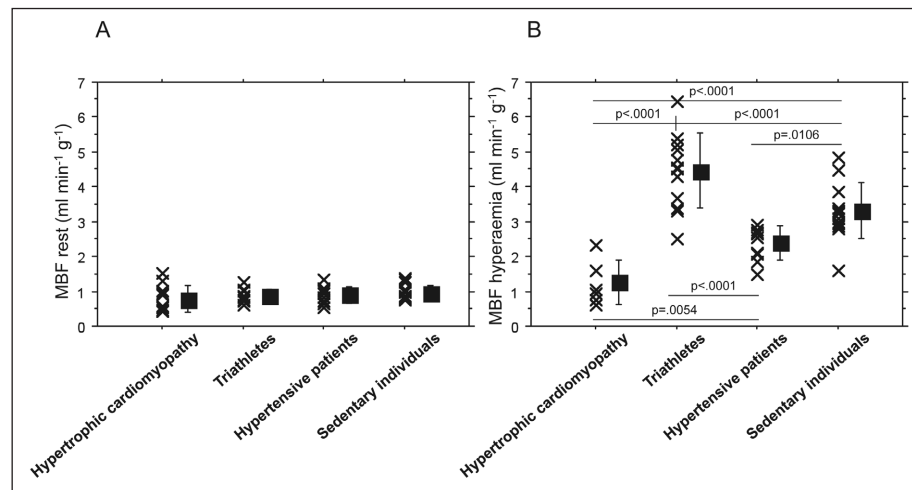 A
7
6
5
4
3
2
1
0
MBF rest (ml min⁻¹ g⁻¹)
Hypertrophic cardiomyopathy
Triathletes
Hypertensive patients
Sedentary individuals
B
7
6
5
4
3
2
1
0
MBF hyperaemia (ml min⁻¹ g⁻¹)
p<.0001
p<.0001
p<.0001
p=.0106
p<.0001
p=.0054
Hypertrophic cardiomyopathy
Triathletes
Hypertensive patients
Sedentary individuals